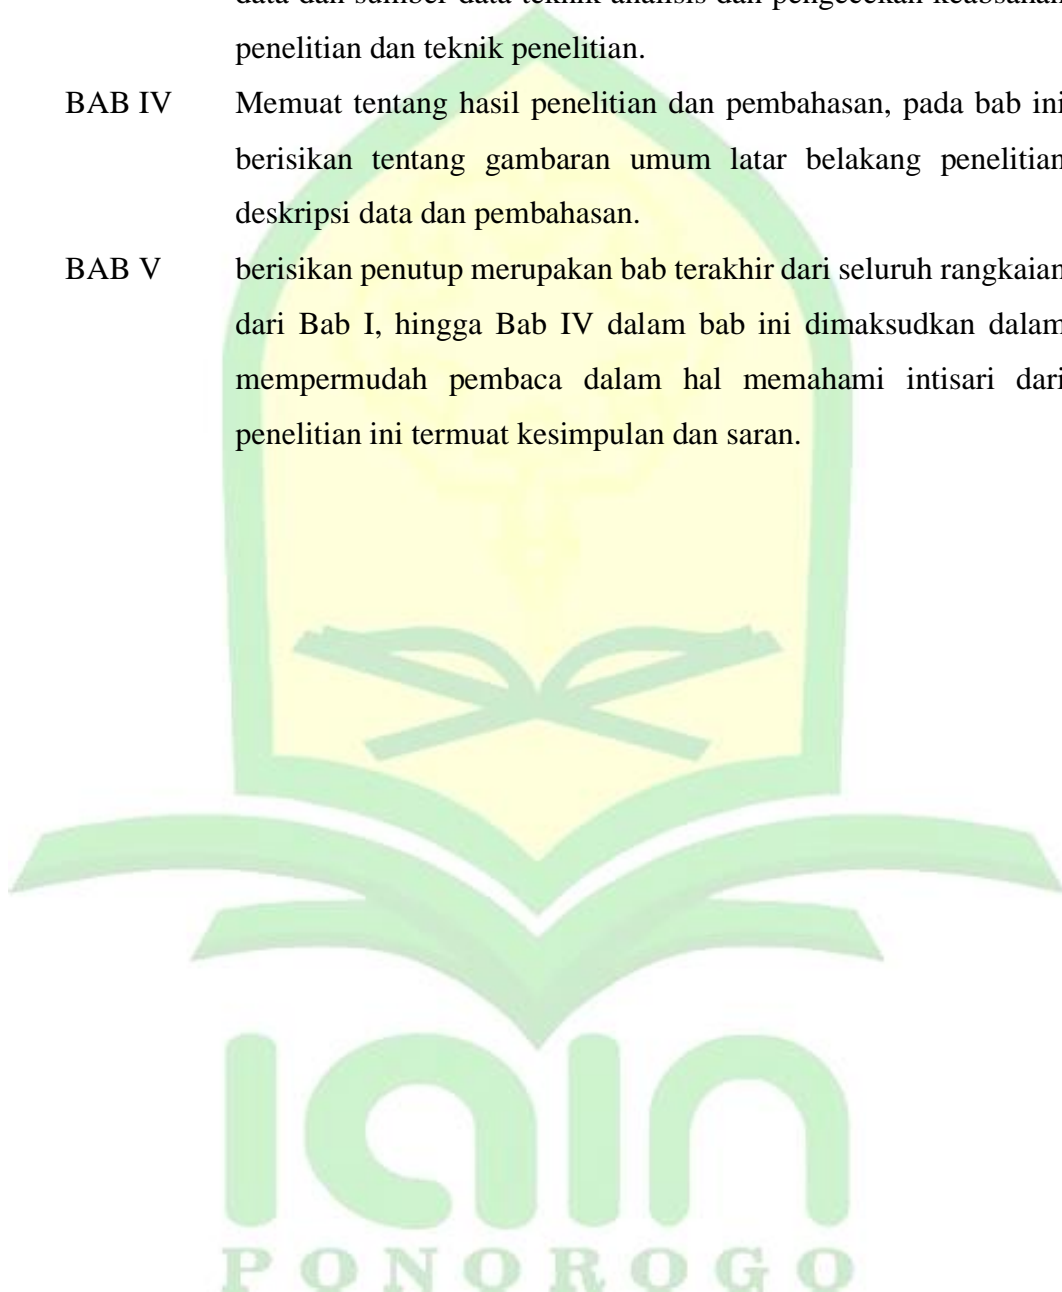 data dan sumber data teknik analisis dan pengecekan keabsahan
penelitian dan teknik penelitian.
BAB IV Memuat tentang hasil penelitian dan pembahasan, pada bab ini
berisikan tentang gambaran umum latar belakang penelitian
deskripsi data dan pembahasan.
BAB V berisikan penutup merupakan bab terakhir dari seluruh rangkaian
dari Bab I, hingga Bab IV dalam bab ini dimaksudkan dalam
mempermudah pembaca dalam hal memahami intisari dari
penelitian ini termuat kesimpulan dan saran.
iain
PONOROGO